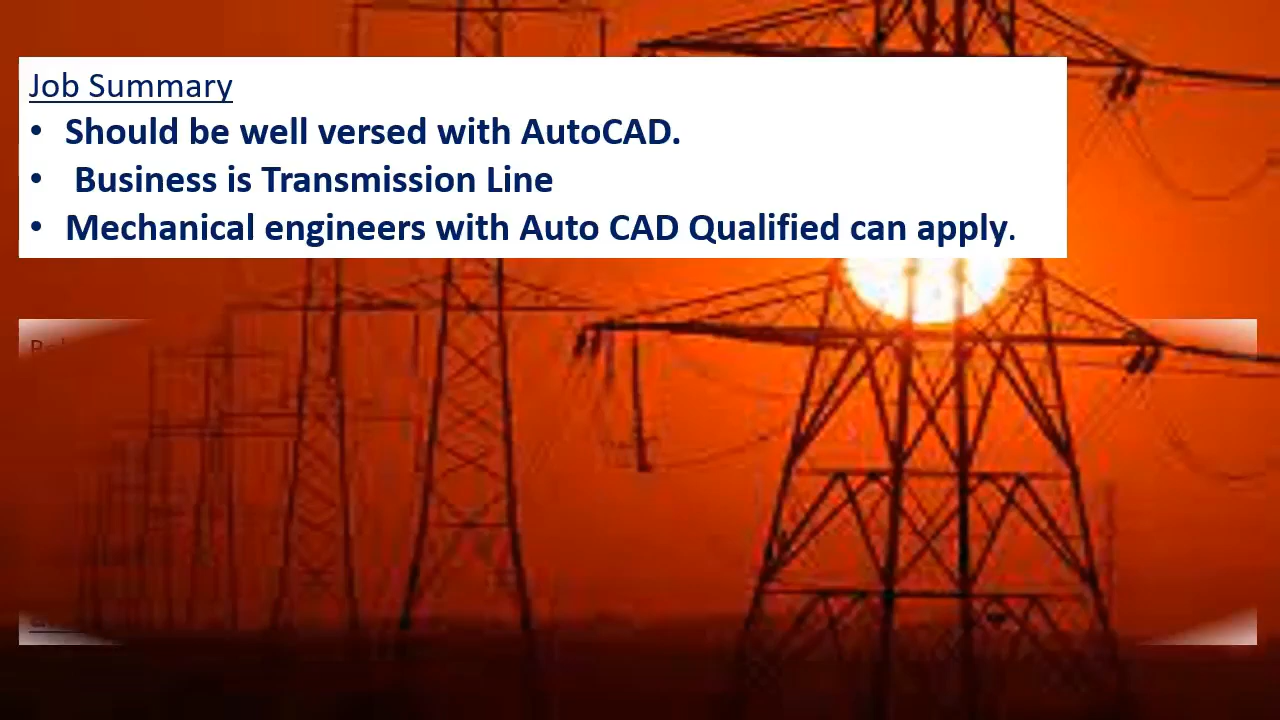 Job Summary
• Should be well versed with AutoCAD.
• Business is Transmission Line
• Mechanical engineers with Auto CAD Qualified can apply.